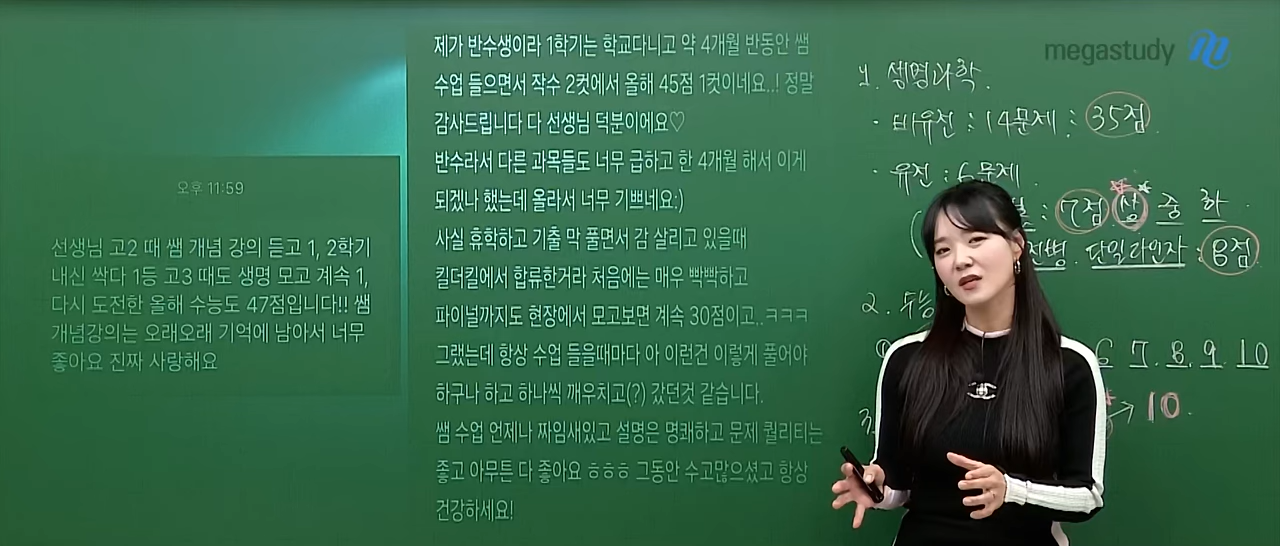 오후 11:59
선생님 고2 때 쌤 개념 강의 듣고 1, 2학기
내신 싹다 1등 고3 때도 생명 모고 계속 1,
다시 도전한 올해 수능도 47점입니다!! 쌤
개념강의는 오래오래 기억에 남아서 너무
좋아요 진짜 사랑해요
제가 반수생이라 1학기는 학교다니고 약 4개월 반동안 쌤
수업 들으면서 작수 2컷에서 올해 45점 1컷이네요..! 정말
감사드립니다 다 선생님 덕분이에요♡
반수라서 다른 과목들도 너무 급하고 한 4개월 해서 이게
되겠나 했는데 올라서 너무 기쁘네요:)
사실 휴학하고 기출 막 풀면서 감 살리고 있을때
킬더킬에서 합류한거라 처음에는 매우 빡빡하고
파이널까지도 현장에서 모고보면 계속 30점이고..ㅋㅋㅋ
그랬는데 항상 수업 들을때마다 아 이런건 이렇게 풀어야
하구나 하고 하나씩 깨우치고(?) 갔던것 같습니다.
쌤 수업 언제나 짜임새있고 설명은 명쾌하고 문제 퀄리티는
좋고 아무튼 다 좋아요 ㅎㅎㅎ 그동안 수고많으셨고 항상
건강하세요!
megastudy
1. 생명과학.
· 비유전 : 14문제 : 35점
· 유전 : 6문제
: 7점 상 중 하
전병. 단일라인자 : 8점
2.
6 7. 8. 9. 10
3.
→ 10.